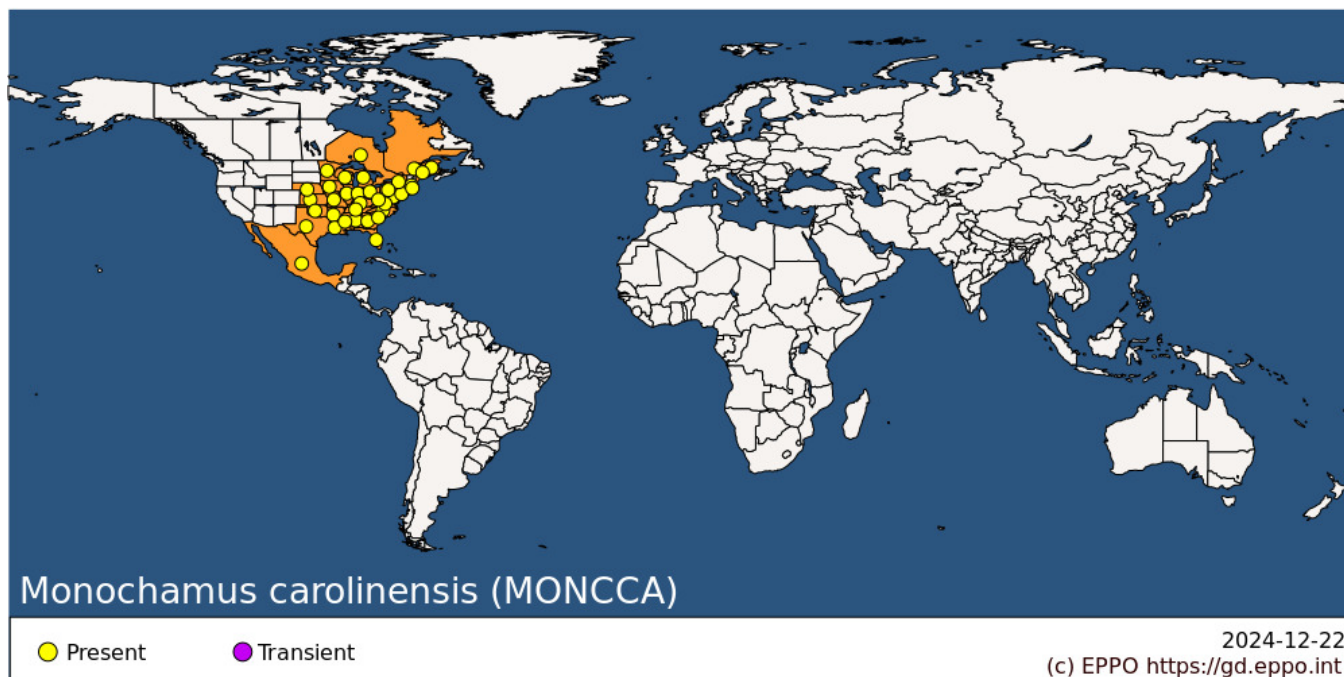 Monochamus carolinensis (MONCCA)
Present
Transient
2024-12-22
(c) EPPO https://gd.eppo.int